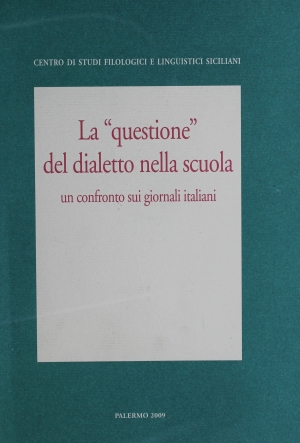 CENTRO DI STUDI FILOLOGICI E LINGUISTICI SICILIANI
La “questione”
del dialetto nella scuola
un confronto sui giornali italiani
PALERMO 2009